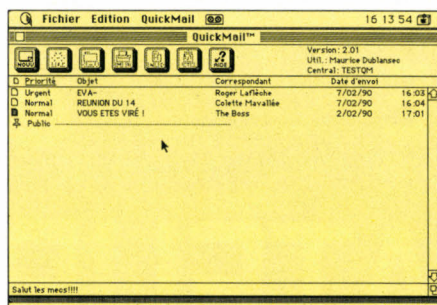 Fichier Edition QuickMail 16 13 54
QuickMail™
Version: 2.01
Util.: Maurice Dublansec
Central: TESTQM
Priorité Objet Correspondant Date d'envoi
Urgent EVA- Roger Laflèche 7/02/90 16:03
Normal REUNION DU 14 Colette Mavallée 7/02/90 16:04
Normal VOUS ETES VIRÉ ! The Boss 2/02/90 17:01
Public
Salut les mecs!!!!